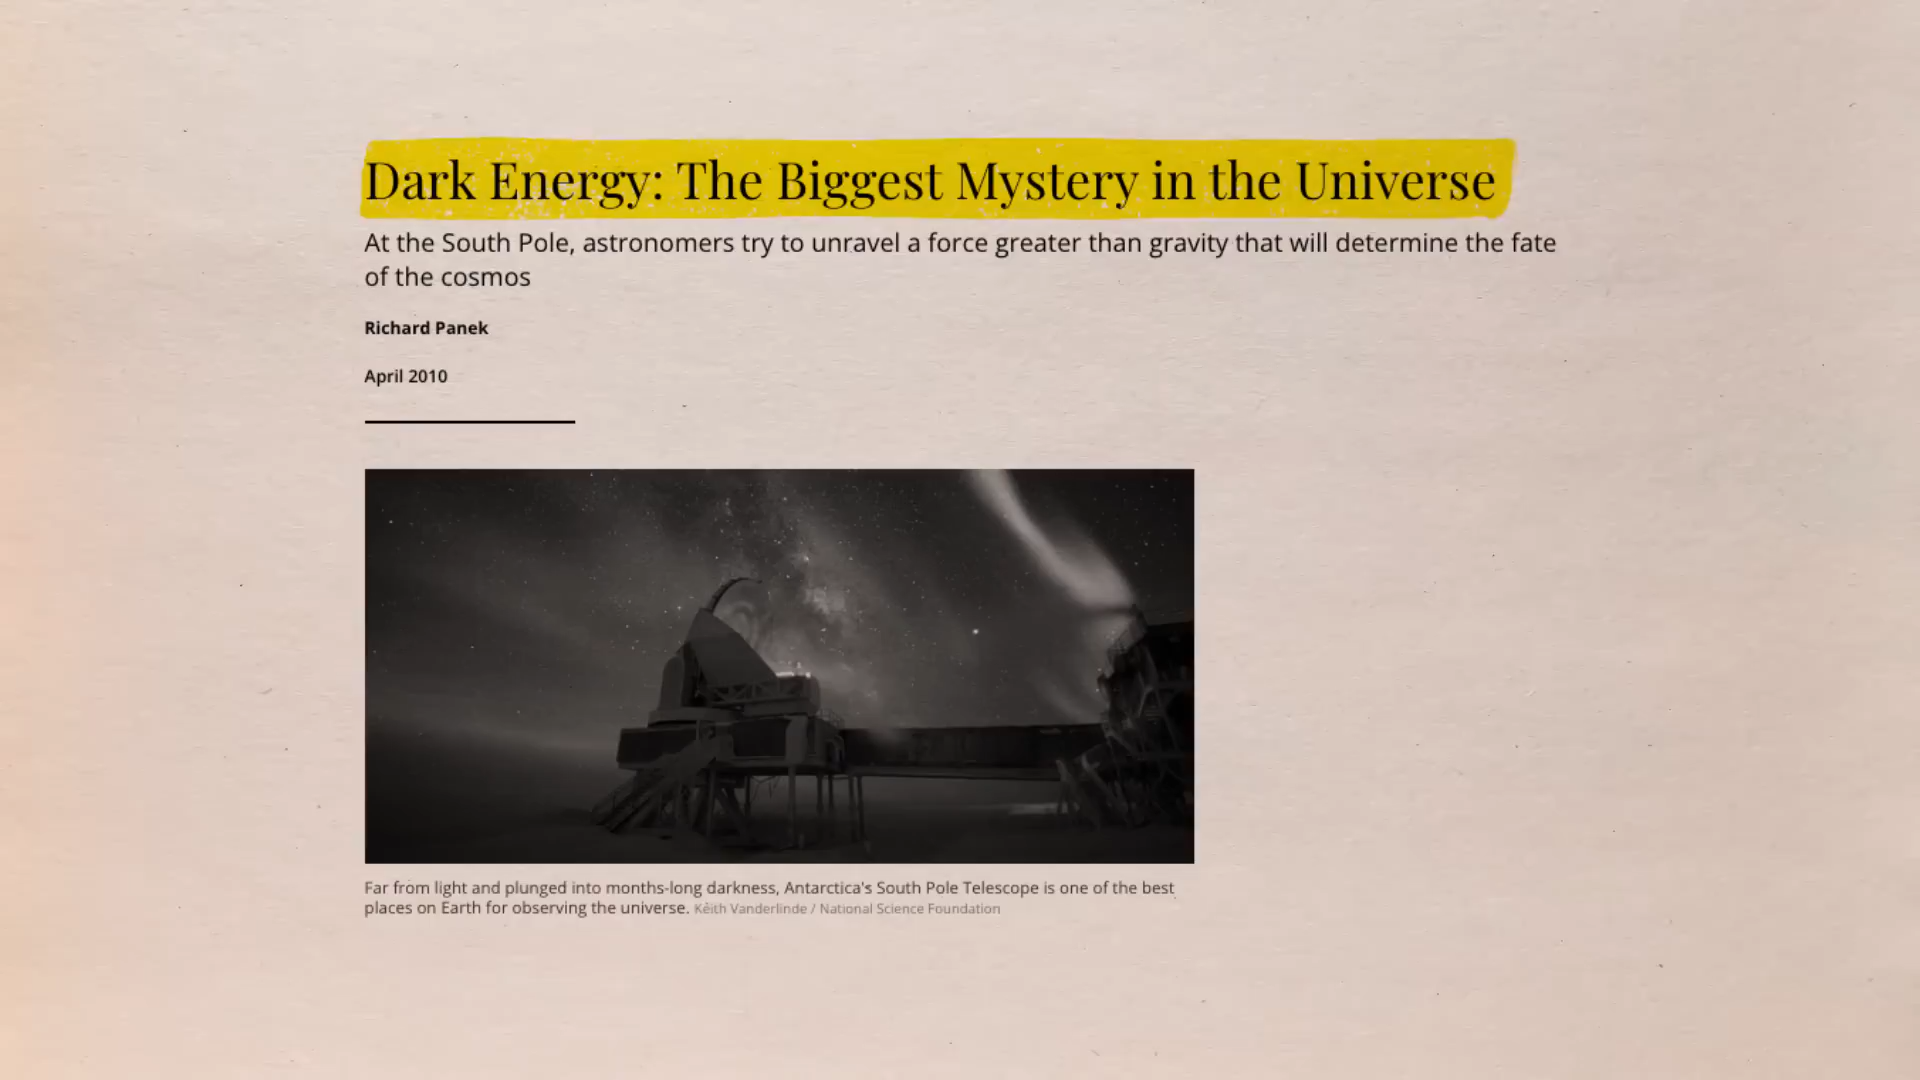 Dark Energy: The Biggest Mystery in the Universe
At the South Pole, astronomers try to unravel a force greater than gravity that will determine the fate
of the cosmos
Richard Panek
April 2010
Far from light and plunged into months-long darkness, Antarctica's South Pole Telescope is one of the best
places on Earth for observing the universe. Keith Vanderlinde / National Science Foundation